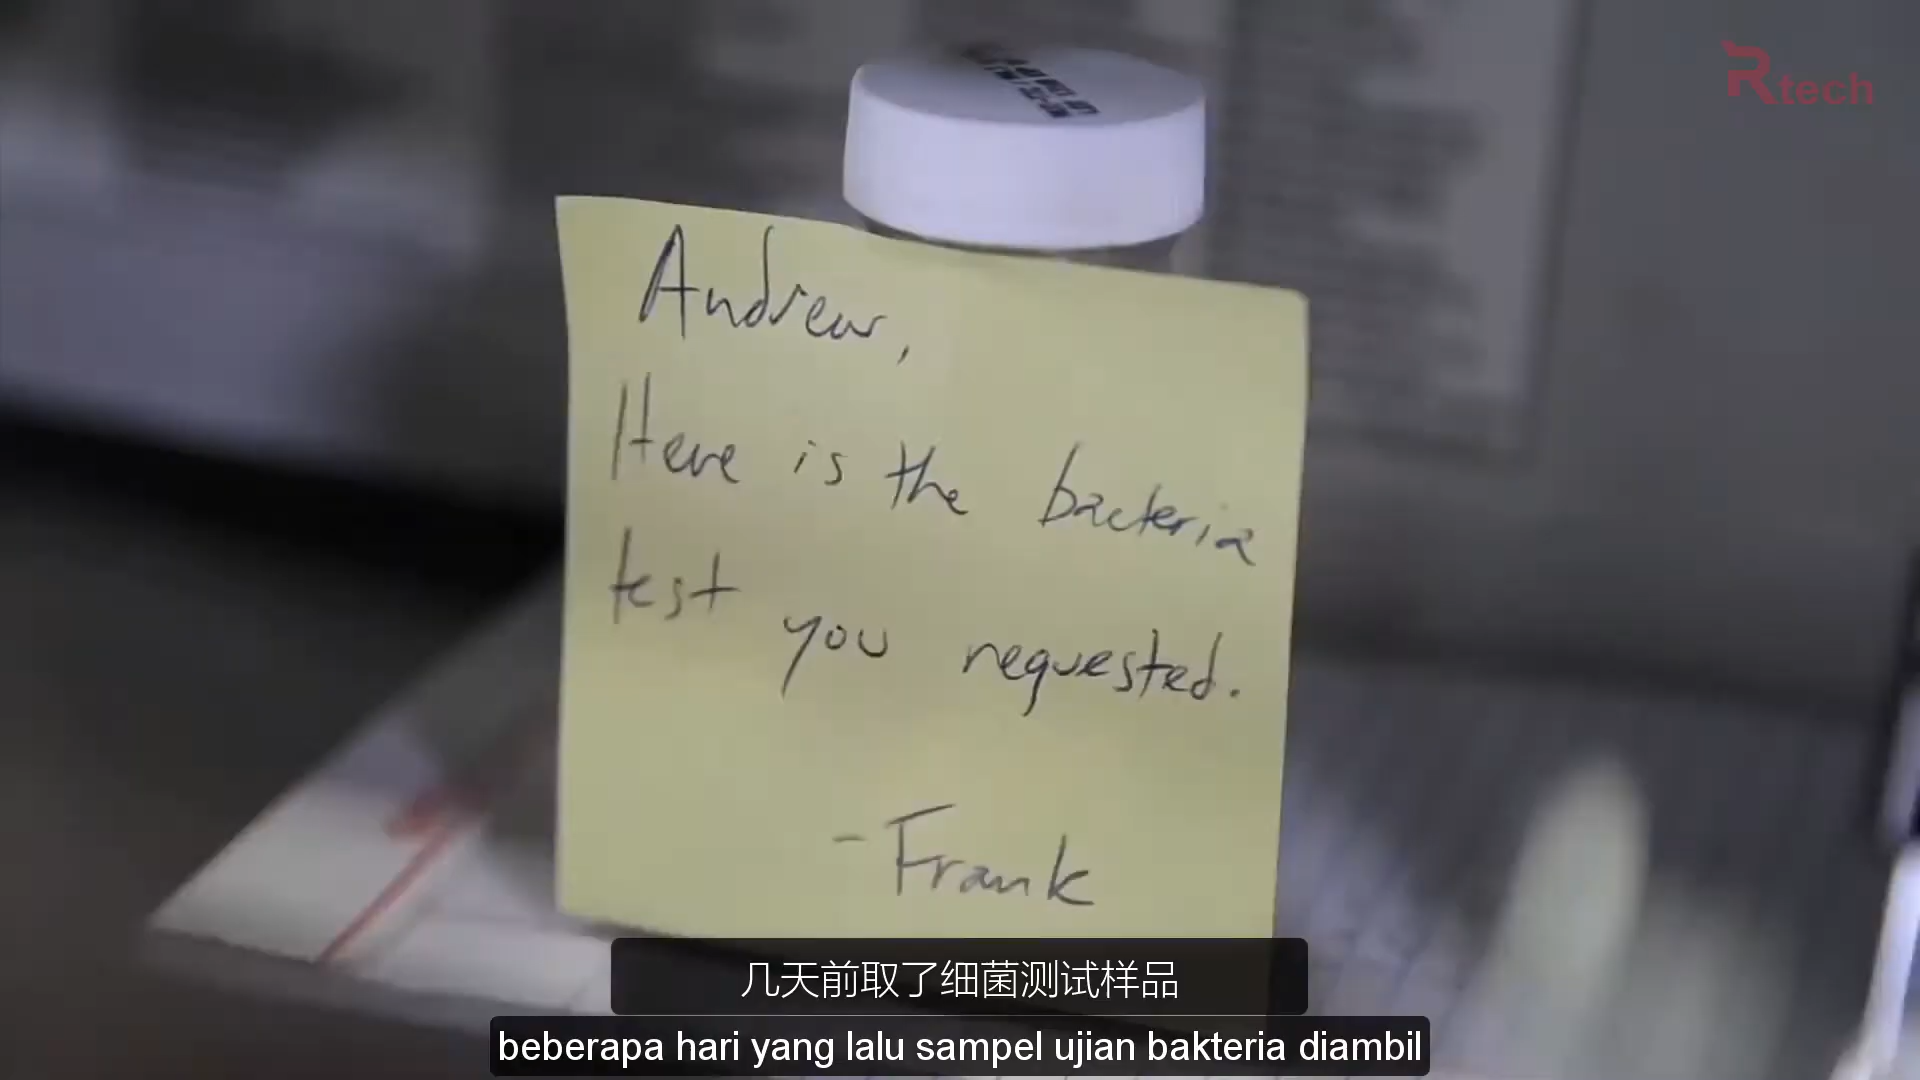 Rtech
Andrew,
Here is the bacteria
test you requested.
-Frank
几天前取了细菌测试样品
beberapa hari yang lalu sampel ujian bakteria diambil